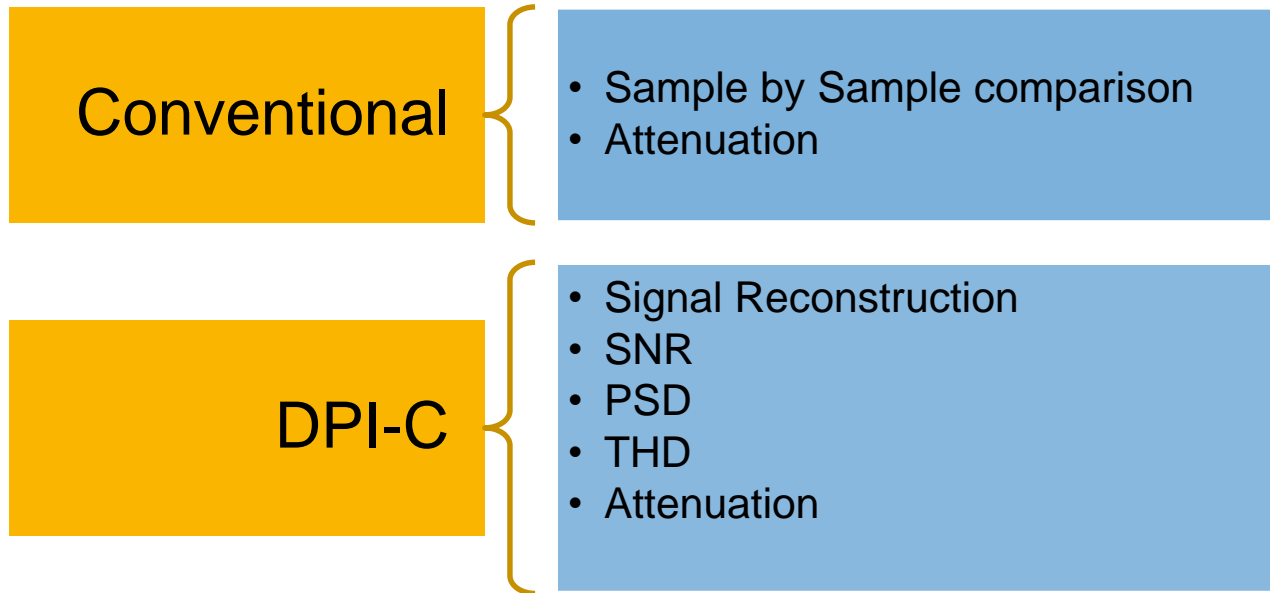 Conventional
• Sample by Sample comparison
• Attenuation
DPI-C
• Signal Reconstruction
• SNR
• PSD
• THD
• Attenuation